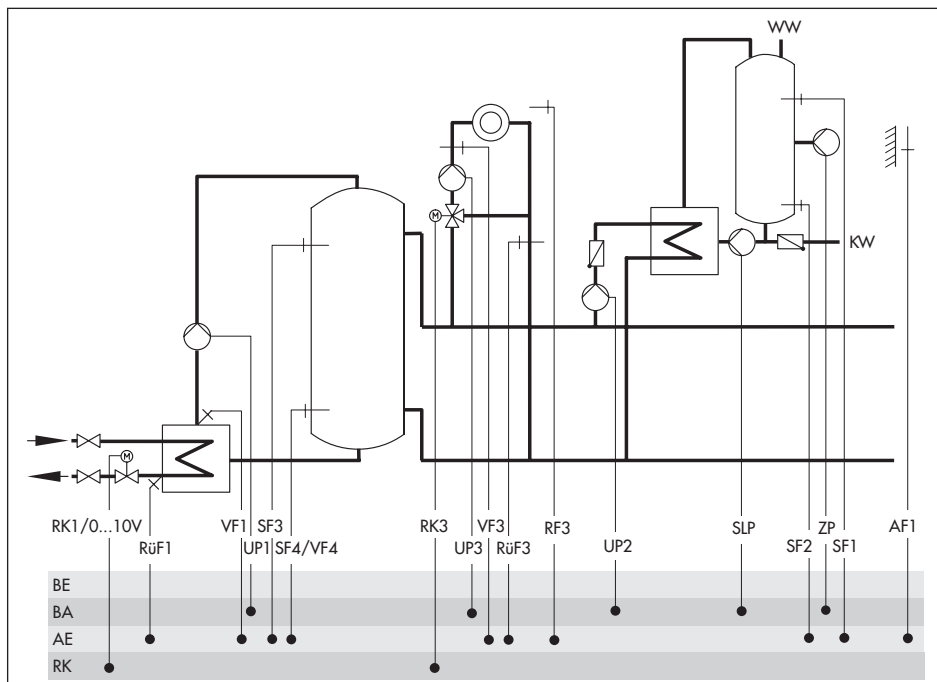 WW
M
KW
M
RK1/0...10V VF1 SF3 RK3 VF3 RF3 SLP ZP AF1
RüF1 UP1 SF4/VF4 UP3 RüF3 UP2 SF2 SF1
BE
BA
AE
RK